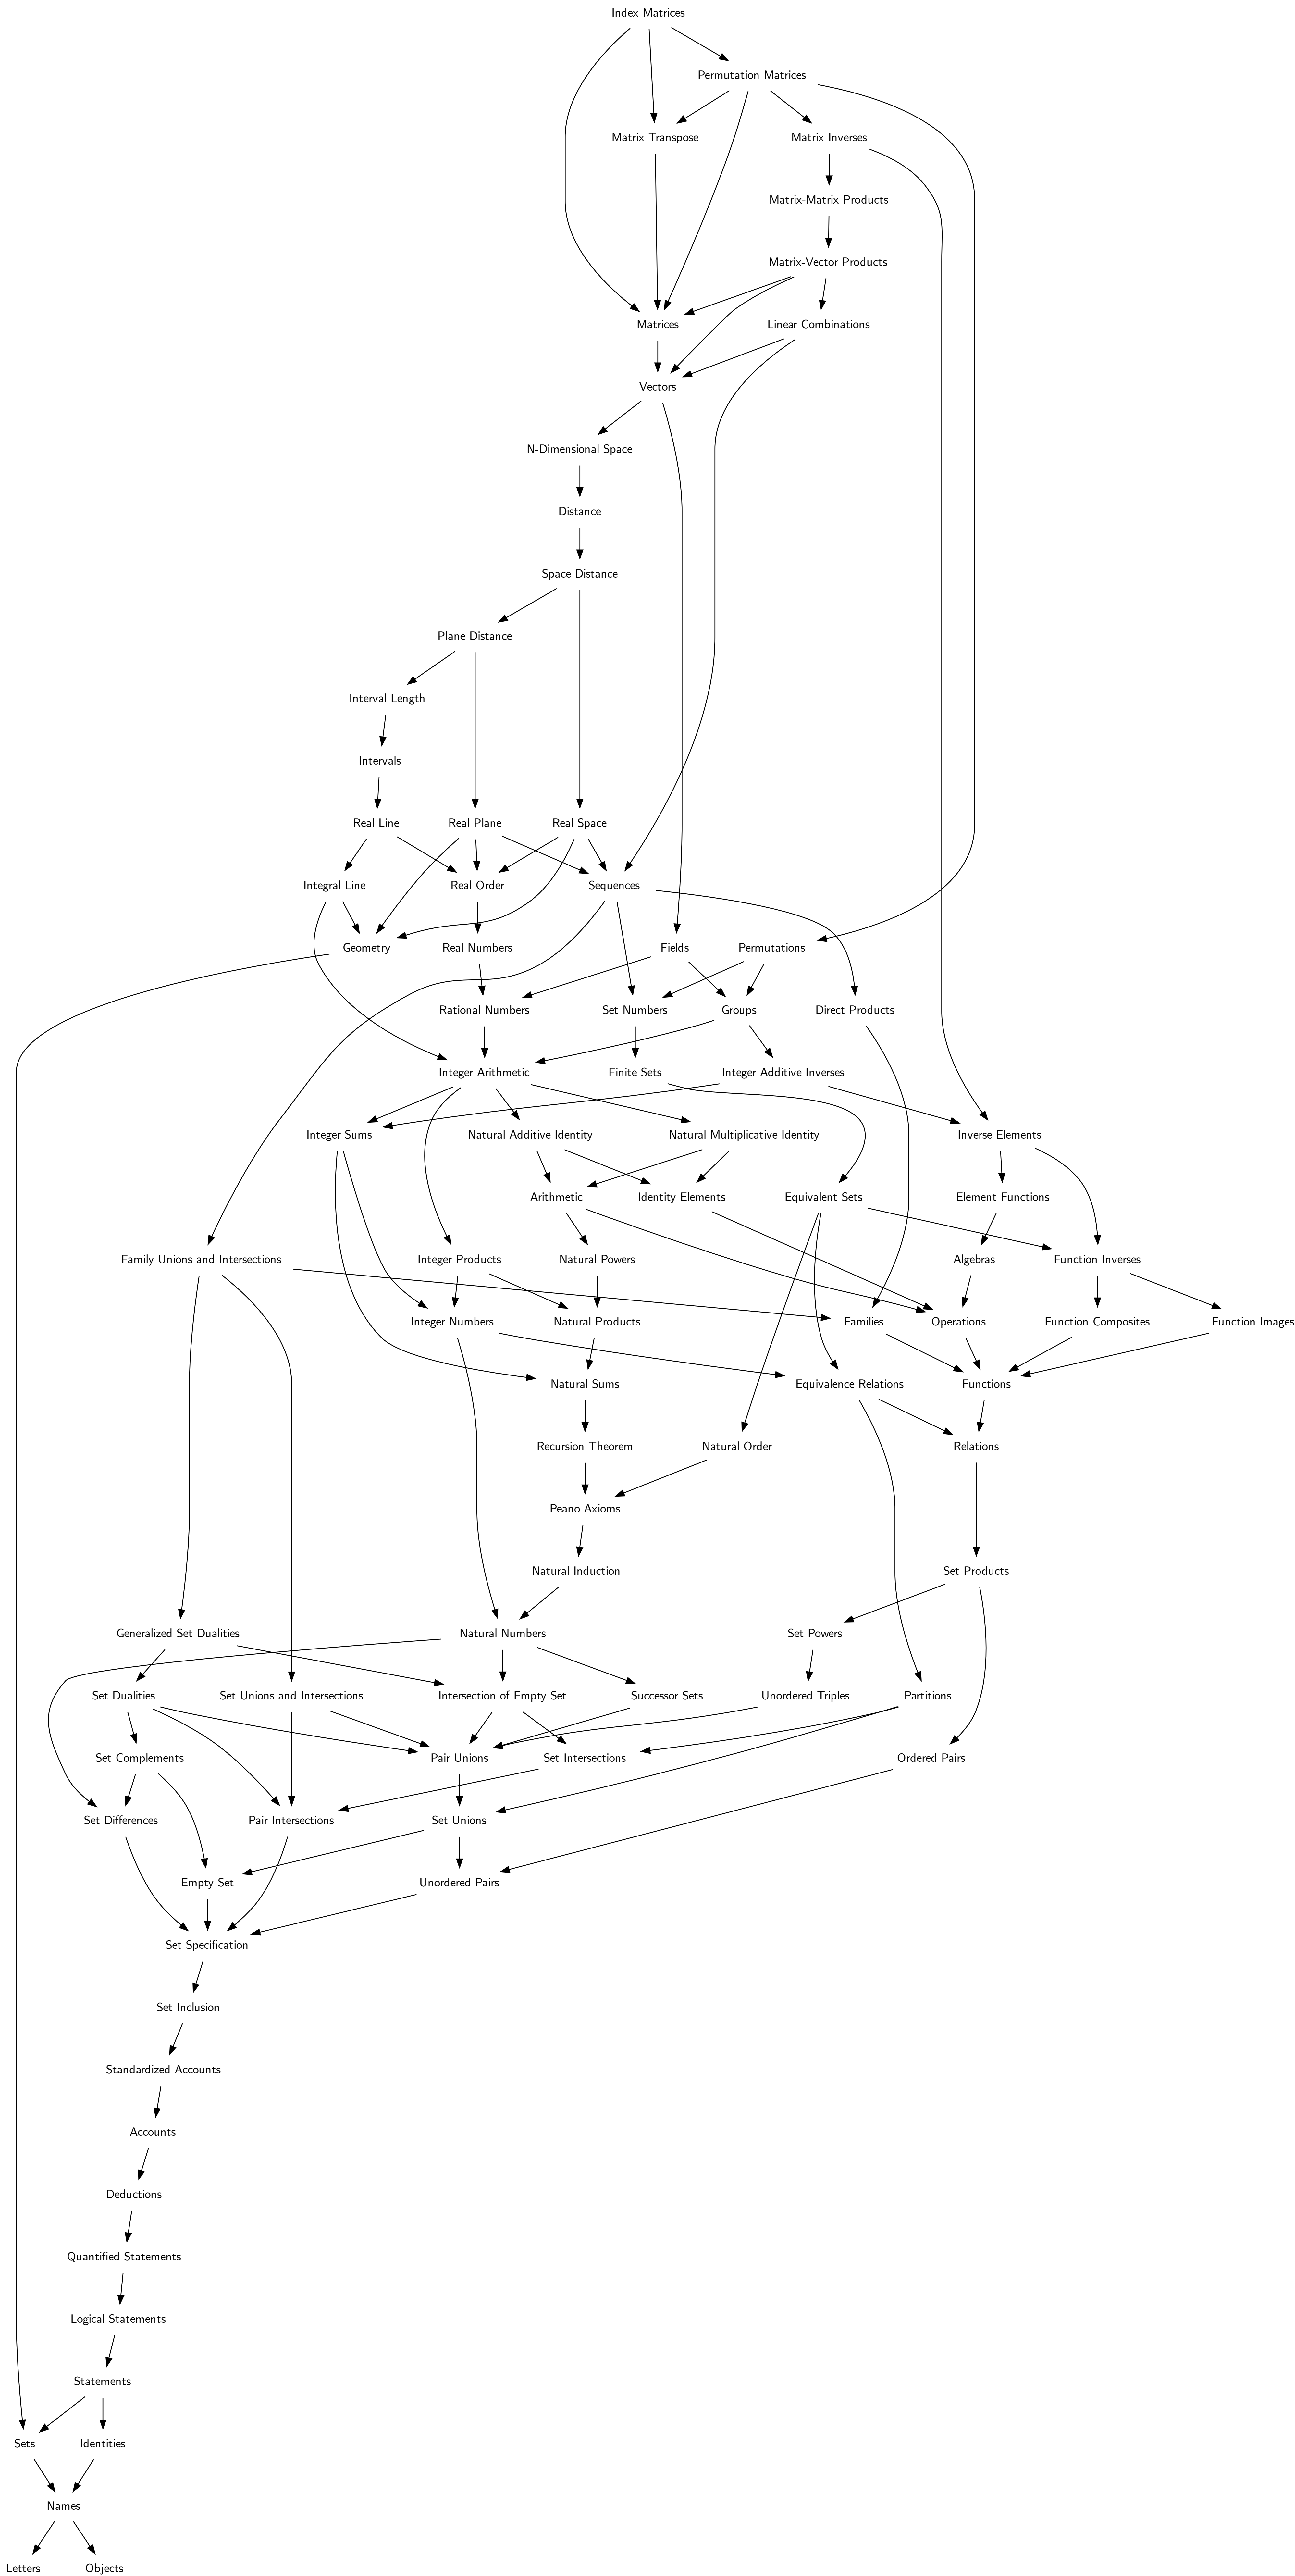 Index Matrices
Permutation Matrices
Matrix Transpose
Matrix Inverses
Matrix-Matrix Products
Matrix-Vector Products
Matrices
Linear Combinations
Vectors
N-Dimensional Space
Distance
Space Distance
Plane Distance
Interval Length
Intervals
Real Line
Real Plane
Real Space
Integral Line
Real Order
Sequences
Geometry
Real Numbers
Fields
Permutations
Rational Numbers
Set Numbers
Groups
Direct Products
Integer Arithmetic
Finite Sets
Integer Additive Inverses
Integer Sums
Natural Additive Identity
Natural Multiplicative Identity
Inverse Elements
Arithmetic
Identity Elements
Equivalent Sets
Element Functions
Family Unions and Intersections
Integer Products
Natural Powers
Algebras
Function Inverses
Integer Numbers
Natural Products
Families
Operations
Function Composites
Function Images
Natural Sums
Equivalence Relations
Functions
Recursion Theorem
Natural Order
Relations
Peano Axioms
Natural Induction
Set Products
Generalized Set Dualities
Natural Numbers
Set Powers
Set Dualities
Set Unions and Intersections
Intersection of Empty Set
Successor Sets
Unordered Triples
Partitions
Set Complements
Pair Unions
Set Intersections
Ordered Pairs
Set Differences
Pair Intersections
Set Unions
Empty Set
Unordered Pairs
Set Specification
Set Inclusion
Standardized Accounts
Accounts
Deductions
Quantified Statements
Logical Statements
Statements
Sets
Identities
Names
Letters
Objects